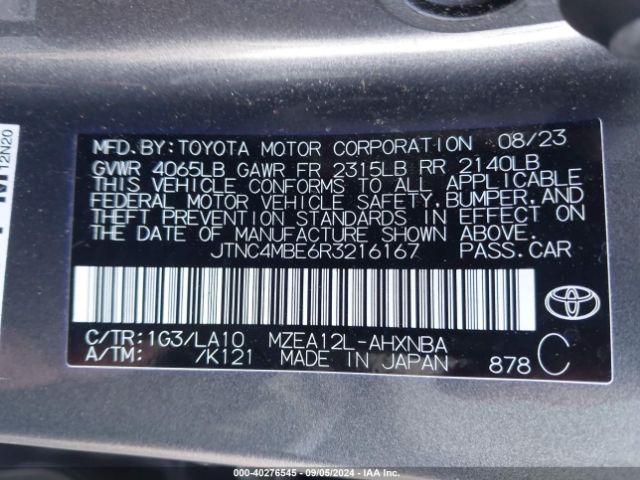 MFD.BY:TOYOTA MOTOR CORPORATION 08/23
GVWR 4065LB GAWR FR 2315LB RR 2140LB
THIS VEHICLE CONFORMS TO ALL APPLICABLE
FEDERAL MOTOR VEHICLE SAFETY,BUMPER,AND
THEFT PREVENTION STANDARDS IN EFFECT ON
THE DATE OF MANUFACTURE SHOWN ABOVE.
JTNC4MBE6R3216167 PASS.CAR
C/TR:1G3/LA10 MZEA12L-AHXNBA
A/TM: /K121 MADE IN JAPAN 878 C
12N20
000-40276545 - 09/05/2024 - IAAI.com